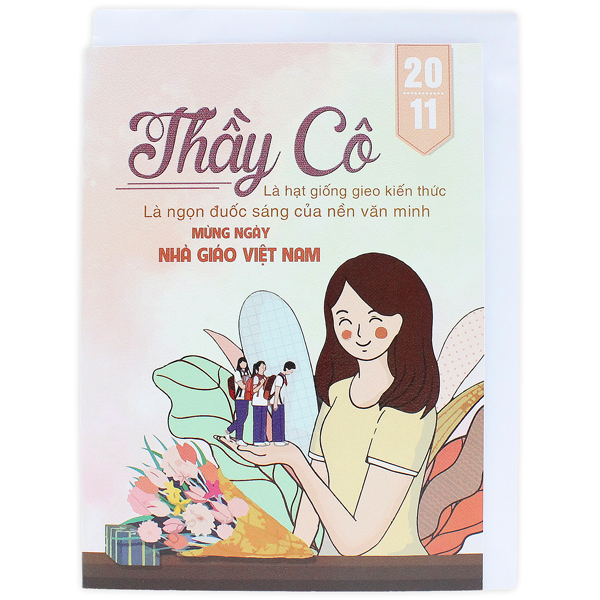 20
11
Thầy Cô
Là hạt giống gieo kiến thức
Là ngọn đuốc sáng của nền văn minh
MỪNG NGÀY
NHÀ GIÁO VIỆT NAM